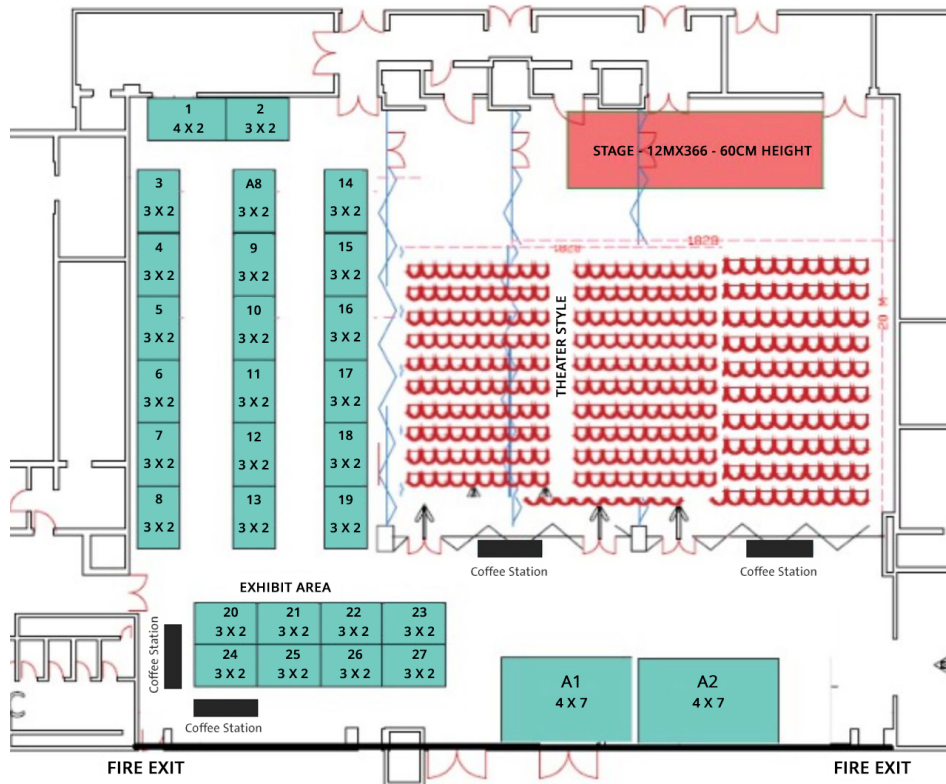 1
4 X 2
2
3 X 2
STAGE - 12MX366 - 60CM HEIGHT
3
3 X 2
A8
3 X 2
14
3 X 2
4
3 X 2
9
3 X 2
15
3 X 2
1828
1828
5
3 X 2
10
3 X 2
16
3 X 2
20 M
THEATER STYLE
6
3 X 2
11
3 X 2
17
3 X 2
7
3 X 2
12
3 X 2
18
3 X 2
8
3 X 2
13
3 X 2
19
3 X 2
Coffee Station
Coffee Station
EXHIBIT AREA
20
3 X 2
21
3 X 2
22
3 X 2
23
3 X 2
Coffee Station
24
3 X 2
25
3 X 2
26
3 X 2
27
3 X 2
A1
4 X 7
A2
4 X 7
Coffee Station
FIRE EXIT
FIRE EXIT